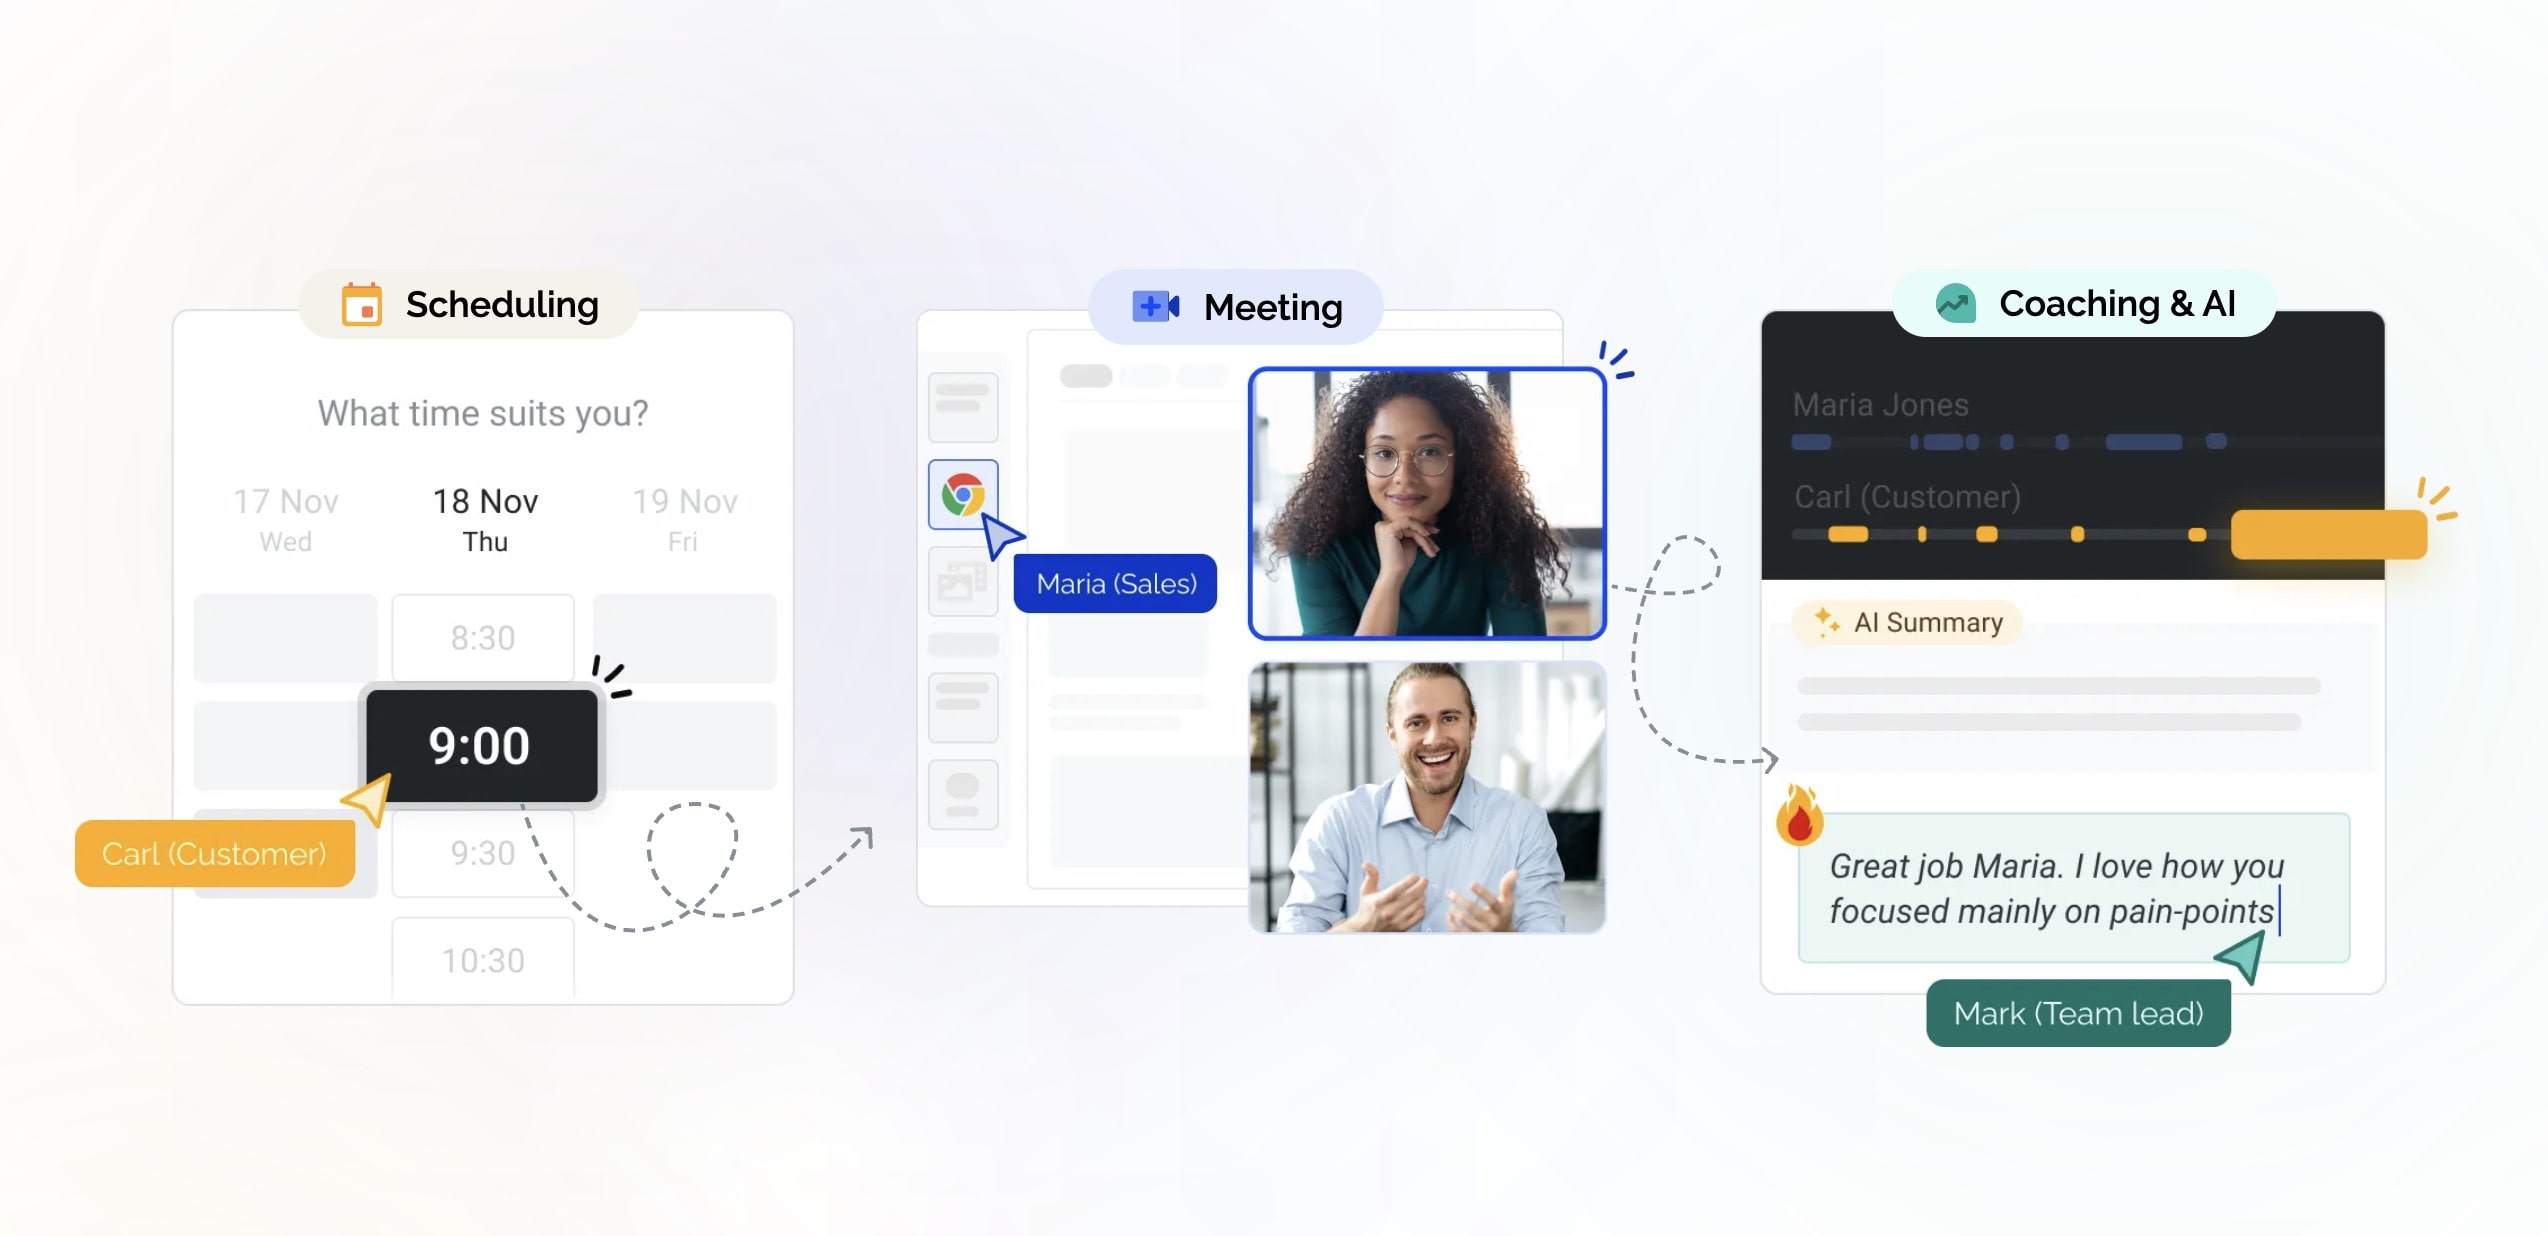 Scheduling
What time suits you?
17 Nov
Wed
18 Nov
Thu
19 Nov
Fri
8:30
9:00
9:30
10:30
Carl (Customer)
Meeting
Maria (Sales)
Coaching & AI
Maria Jones
Carl (Customer)
AI Summary
Great job Maria. I love how you
focused mainly on pain-points
Mark (Team lead)